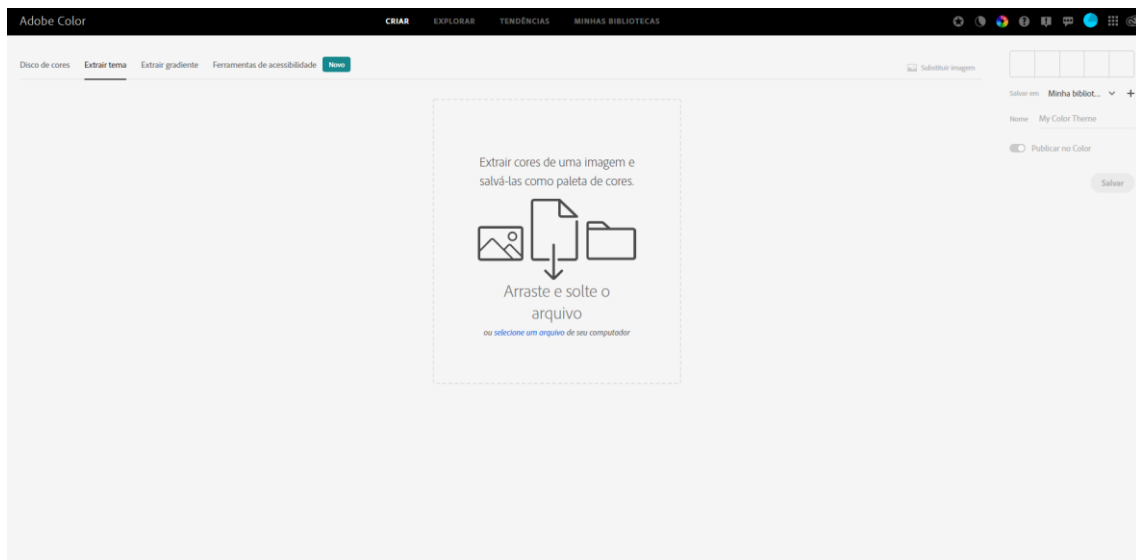 Adobe Color
CRIAR EXPLORAR TENDÊNCIAS MINHAS BIBLIOTECAS
Disco de cores Extrair tema Extrair gradiente Ferramentas de acessibilidade Novo
Substituir imagem
Salvar em Minha bibliot...
Nome My Color Theme
Publicar no Color
Salvar
Extrair cores de uma imagem e
salvá-las como paleta de cores.
Arraste e solte o
arquivo
ou selecione um arquivo de seu computador